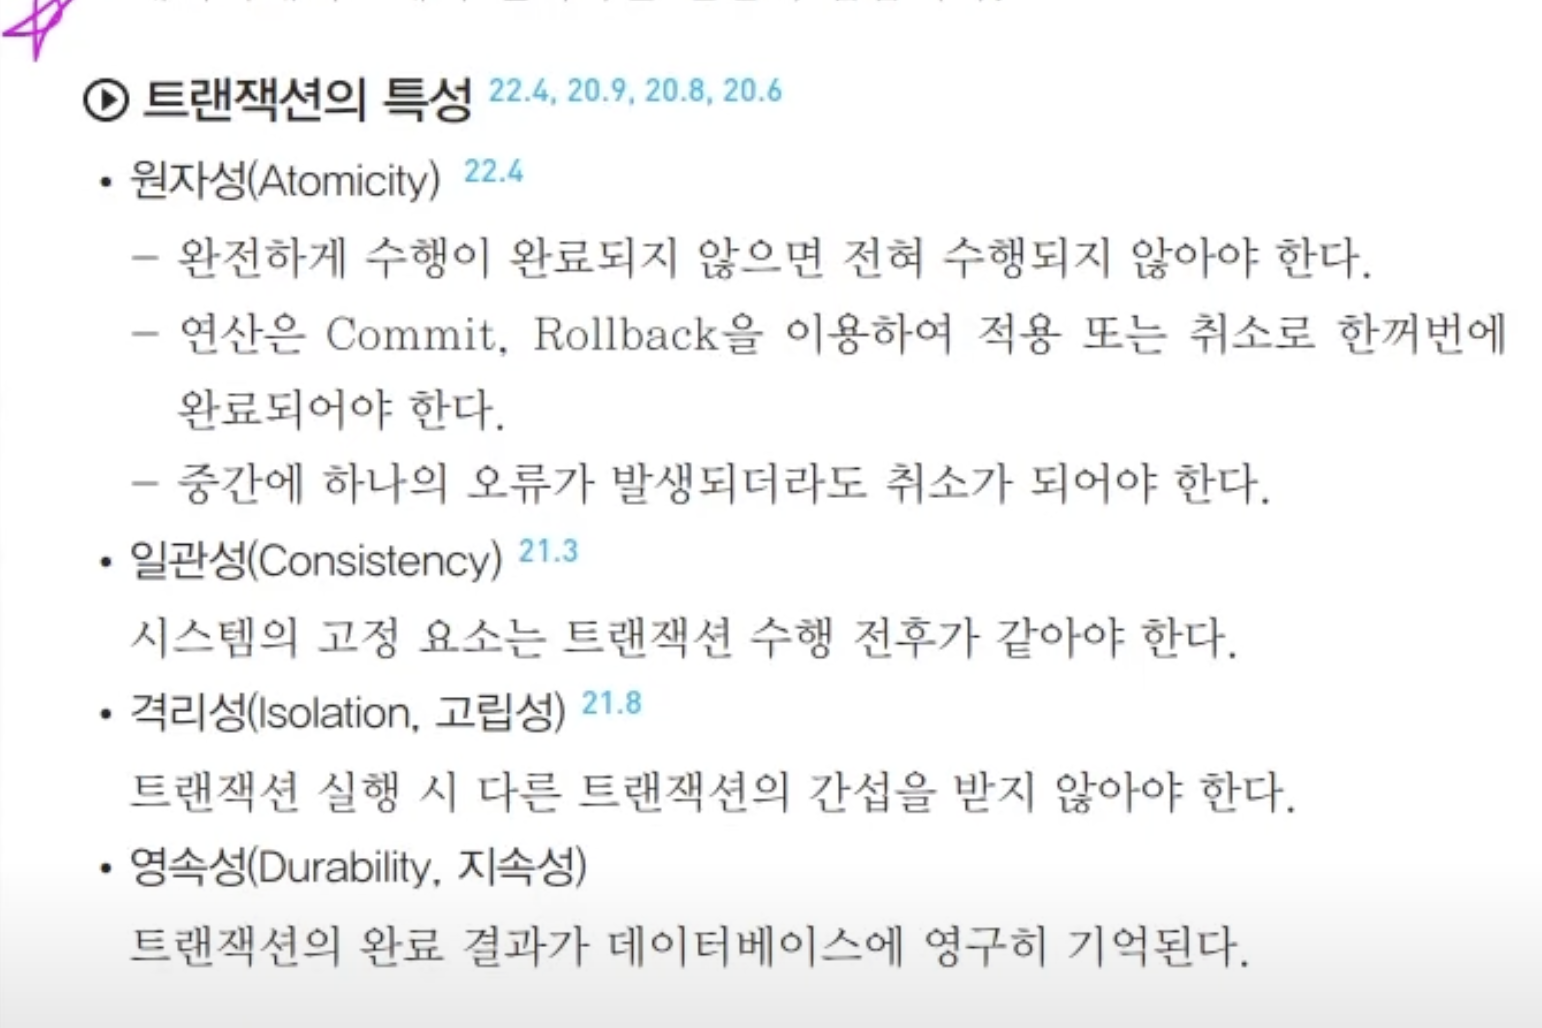 트랜잭션의 특성 22.4, 20.9, 20.8, 20.6
• 원자성(Atomicity) 22.4
– 완전하게 수행이 완료되지 않으면 전혀 수행되지 않아야 한다.
– 연산은 Commit, Rollback을 이용하여 적용 또는 취소로 한꺼번에
완료되어야 한다.
– 중간에 하나의 오류가 발생되더라도 취소가 되어야 한다.
• 일관성(Consistency) 21.3
시스템의 고정 요소는 트랜잭션 수행 전후가 같아야 한다.
• 격리성(Isolation, 고립성) 21.8
트랜잭션 실행 시 다른 트랜잭션의 간섭을 받지 않아야 한다.
• 영속성(Durability, 지속성)
트랜잭션의 완료 결과가 데이터베이스에 영구히 기억된다.